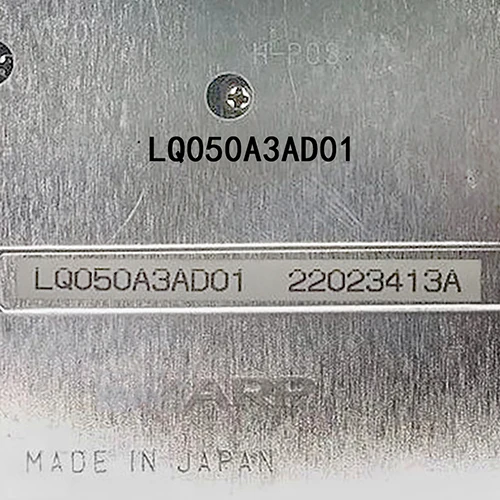 H-POS
LQ050A3AD01
LQ050A3AD01 22023413A
MADE IN JAPAN